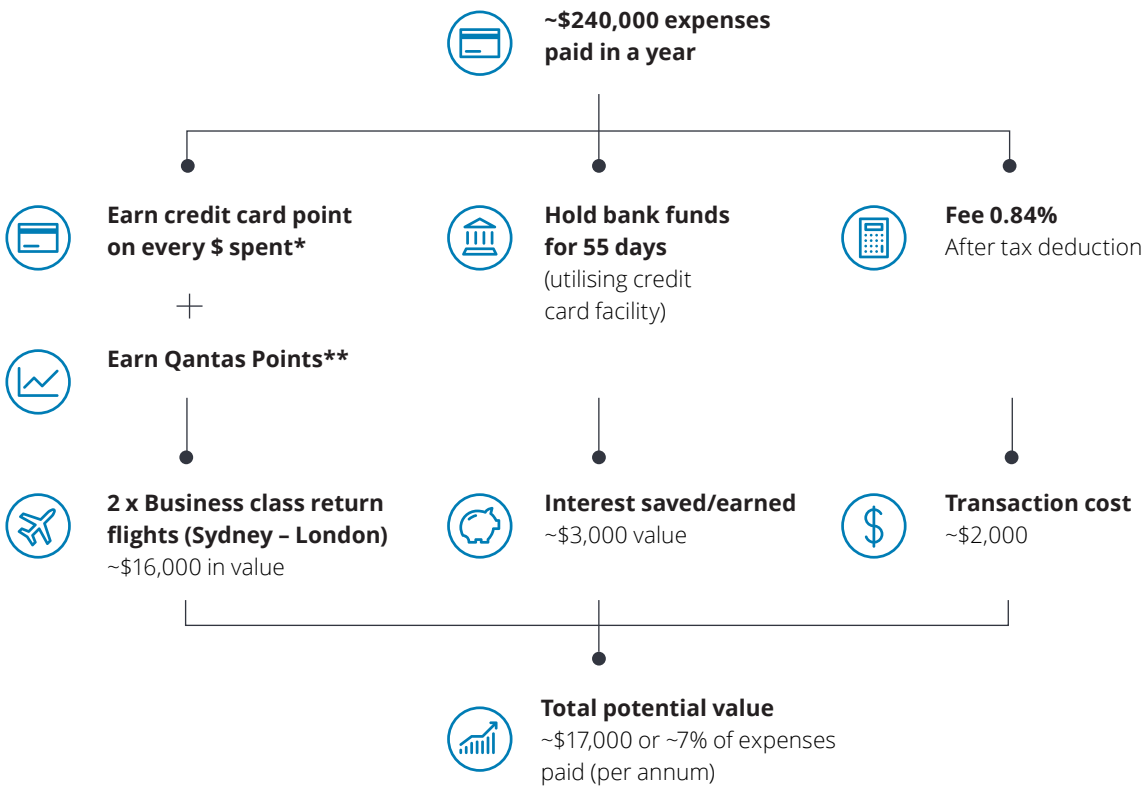 ~$240,000 expenses
paid in a year
Earn credit card point
on every $ spent*
+
Earn Qantas Points**
Hold bank funds
for 55 days
(utilising credit
card facility)
Fee 0.84%
After tax deduction
2 x Business class return
flights (Sydney – London)
~$16,000 in value
Interest saved/earned
~$3,000 value
$
Transaction cost
~$2,000
Total potential value
~$17,000 or ~7% of expenses
paid (per annum)